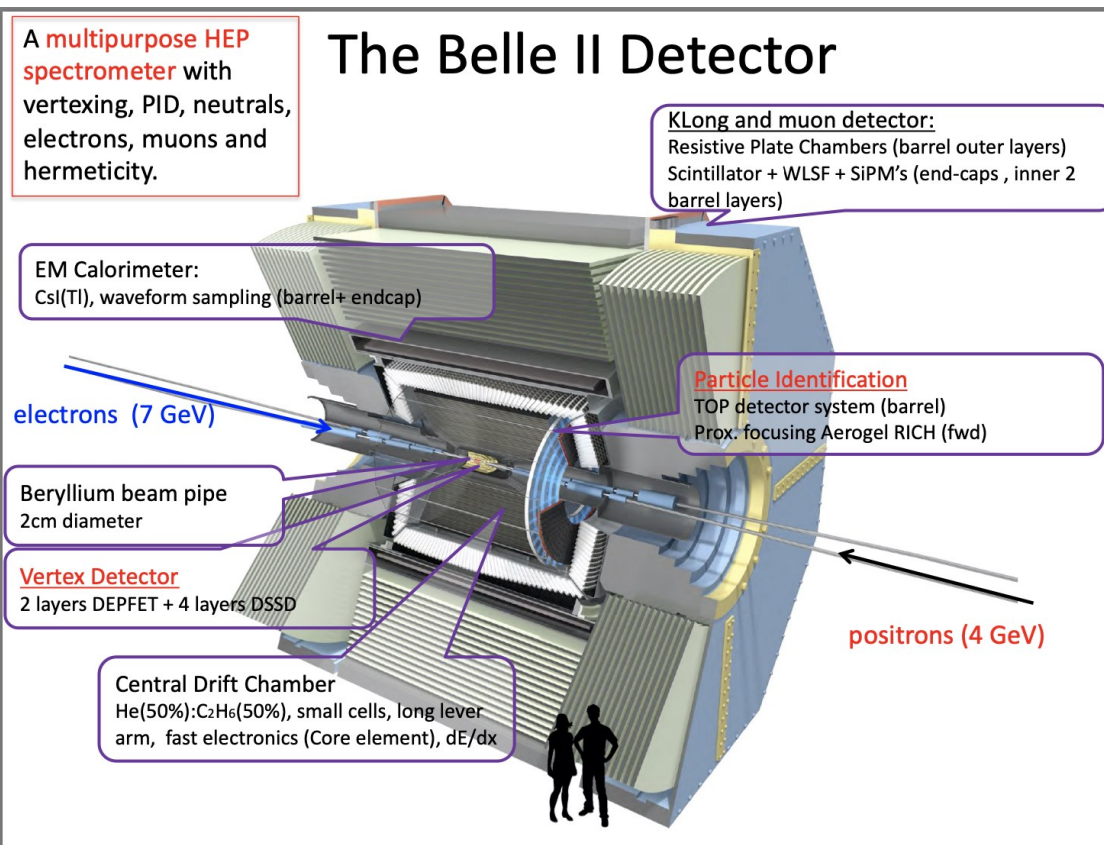 The Belle II Detector
A multipurpose HEP
spectrometer with
vertexing, PID, neutrals,
electrons, muons and
hermeticity.
KLong and muon detector:
Resistive Plate Chambers (barrel outer layers)
Scintillator + WLSF + SiPM's (end-caps , inner 2
barrel layers)
EM Calorimeter:
CsI(Tl), waveform sampling (barrel+ endcap)
Particle Identification
TOP detector system (barrel)
Prox. focusing Aerogel RICH (fwd)
electrons (7 GeV)
Beryllium beam pipe
2cm diameter
Vertex Detector
2 layers DEPFET + 4 layers DSSD
positrons (4 GeV)
Central Drift Chamber
He(50%):C₂H₆(50%), small cells, long lever
arm, fast electronics (Core element), dE/dx